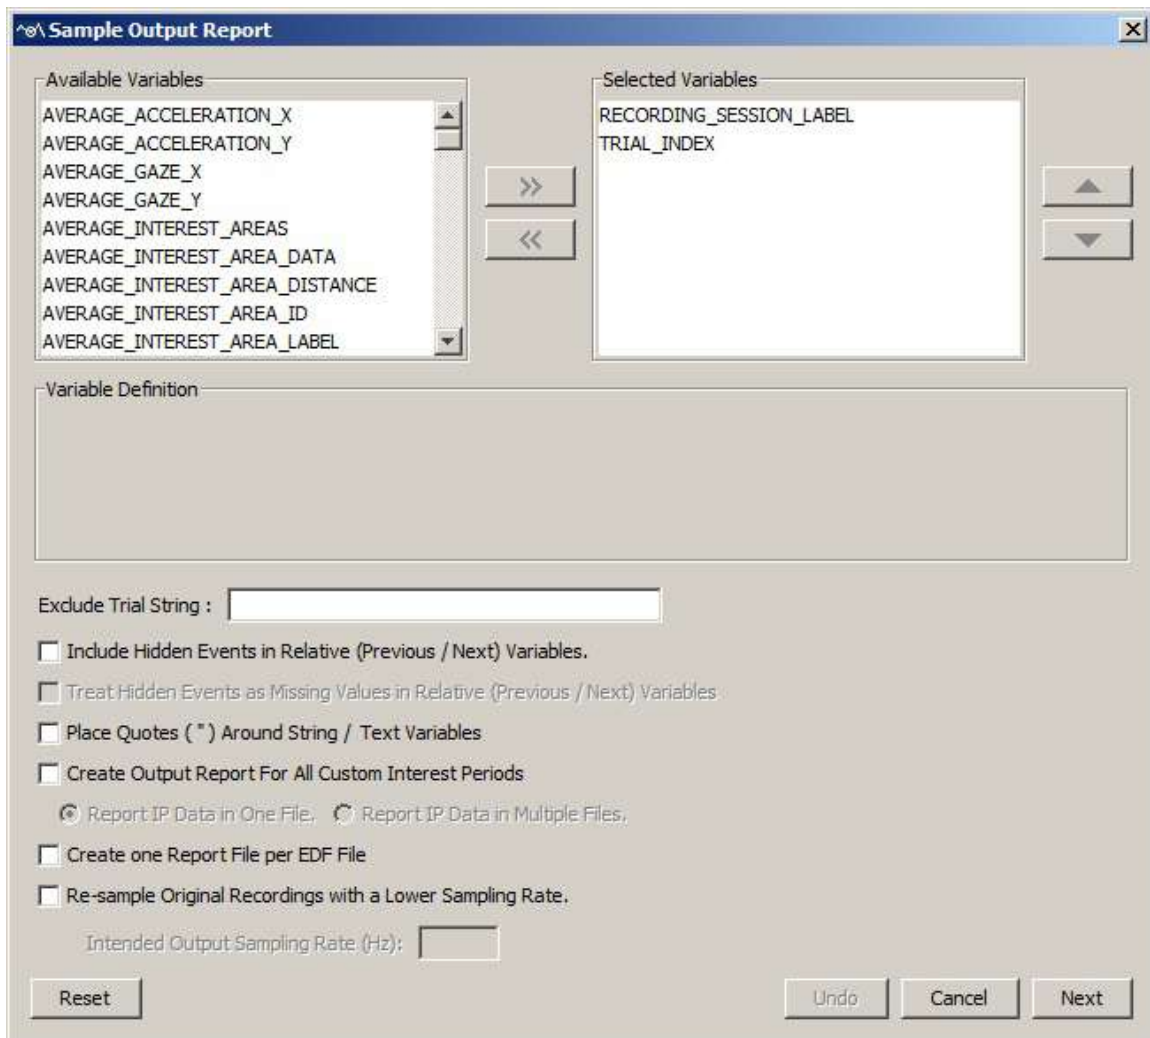 Sample Output Report
Available Variables
AVERAGE_ACCELERATION_X
AVERAGE_ACCELERATION_Y
AVERAGE_GAZE_X
AVERAGE_GAZE_Y
AVERAGE_INTEREST_AREAS
AVERAGE_INTEREST_AREA_DATA
AVERAGE_INTEREST_AREA_DISTANCE
AVERAGE_INTEREST_AREA_ID
AVERAGE_INTEREST_AREA_LABEL
>>
<<
Selected Variables
RECORDING_SESSION_LABEL
TRIAL_INDEX
Variable Definition
Exclude Trial String :
Include Hidden Events in Relative (Previous / Next) Variables.
Treat Hidden Events as Missing Values in Relative (Previous / Next) Variables
Place Quotes ( " ) Around String / Text Variables
Create Output Report For All Custom Interest Periods
Report IP Data in One File. Report IP Data in Multiple Files.
Create one Report File per EDF File
Re-sample Original Recordings with a Lower Sampling Rate.
Intended Output Sampling Rate (Hz):
Reset Undo Cancel Next